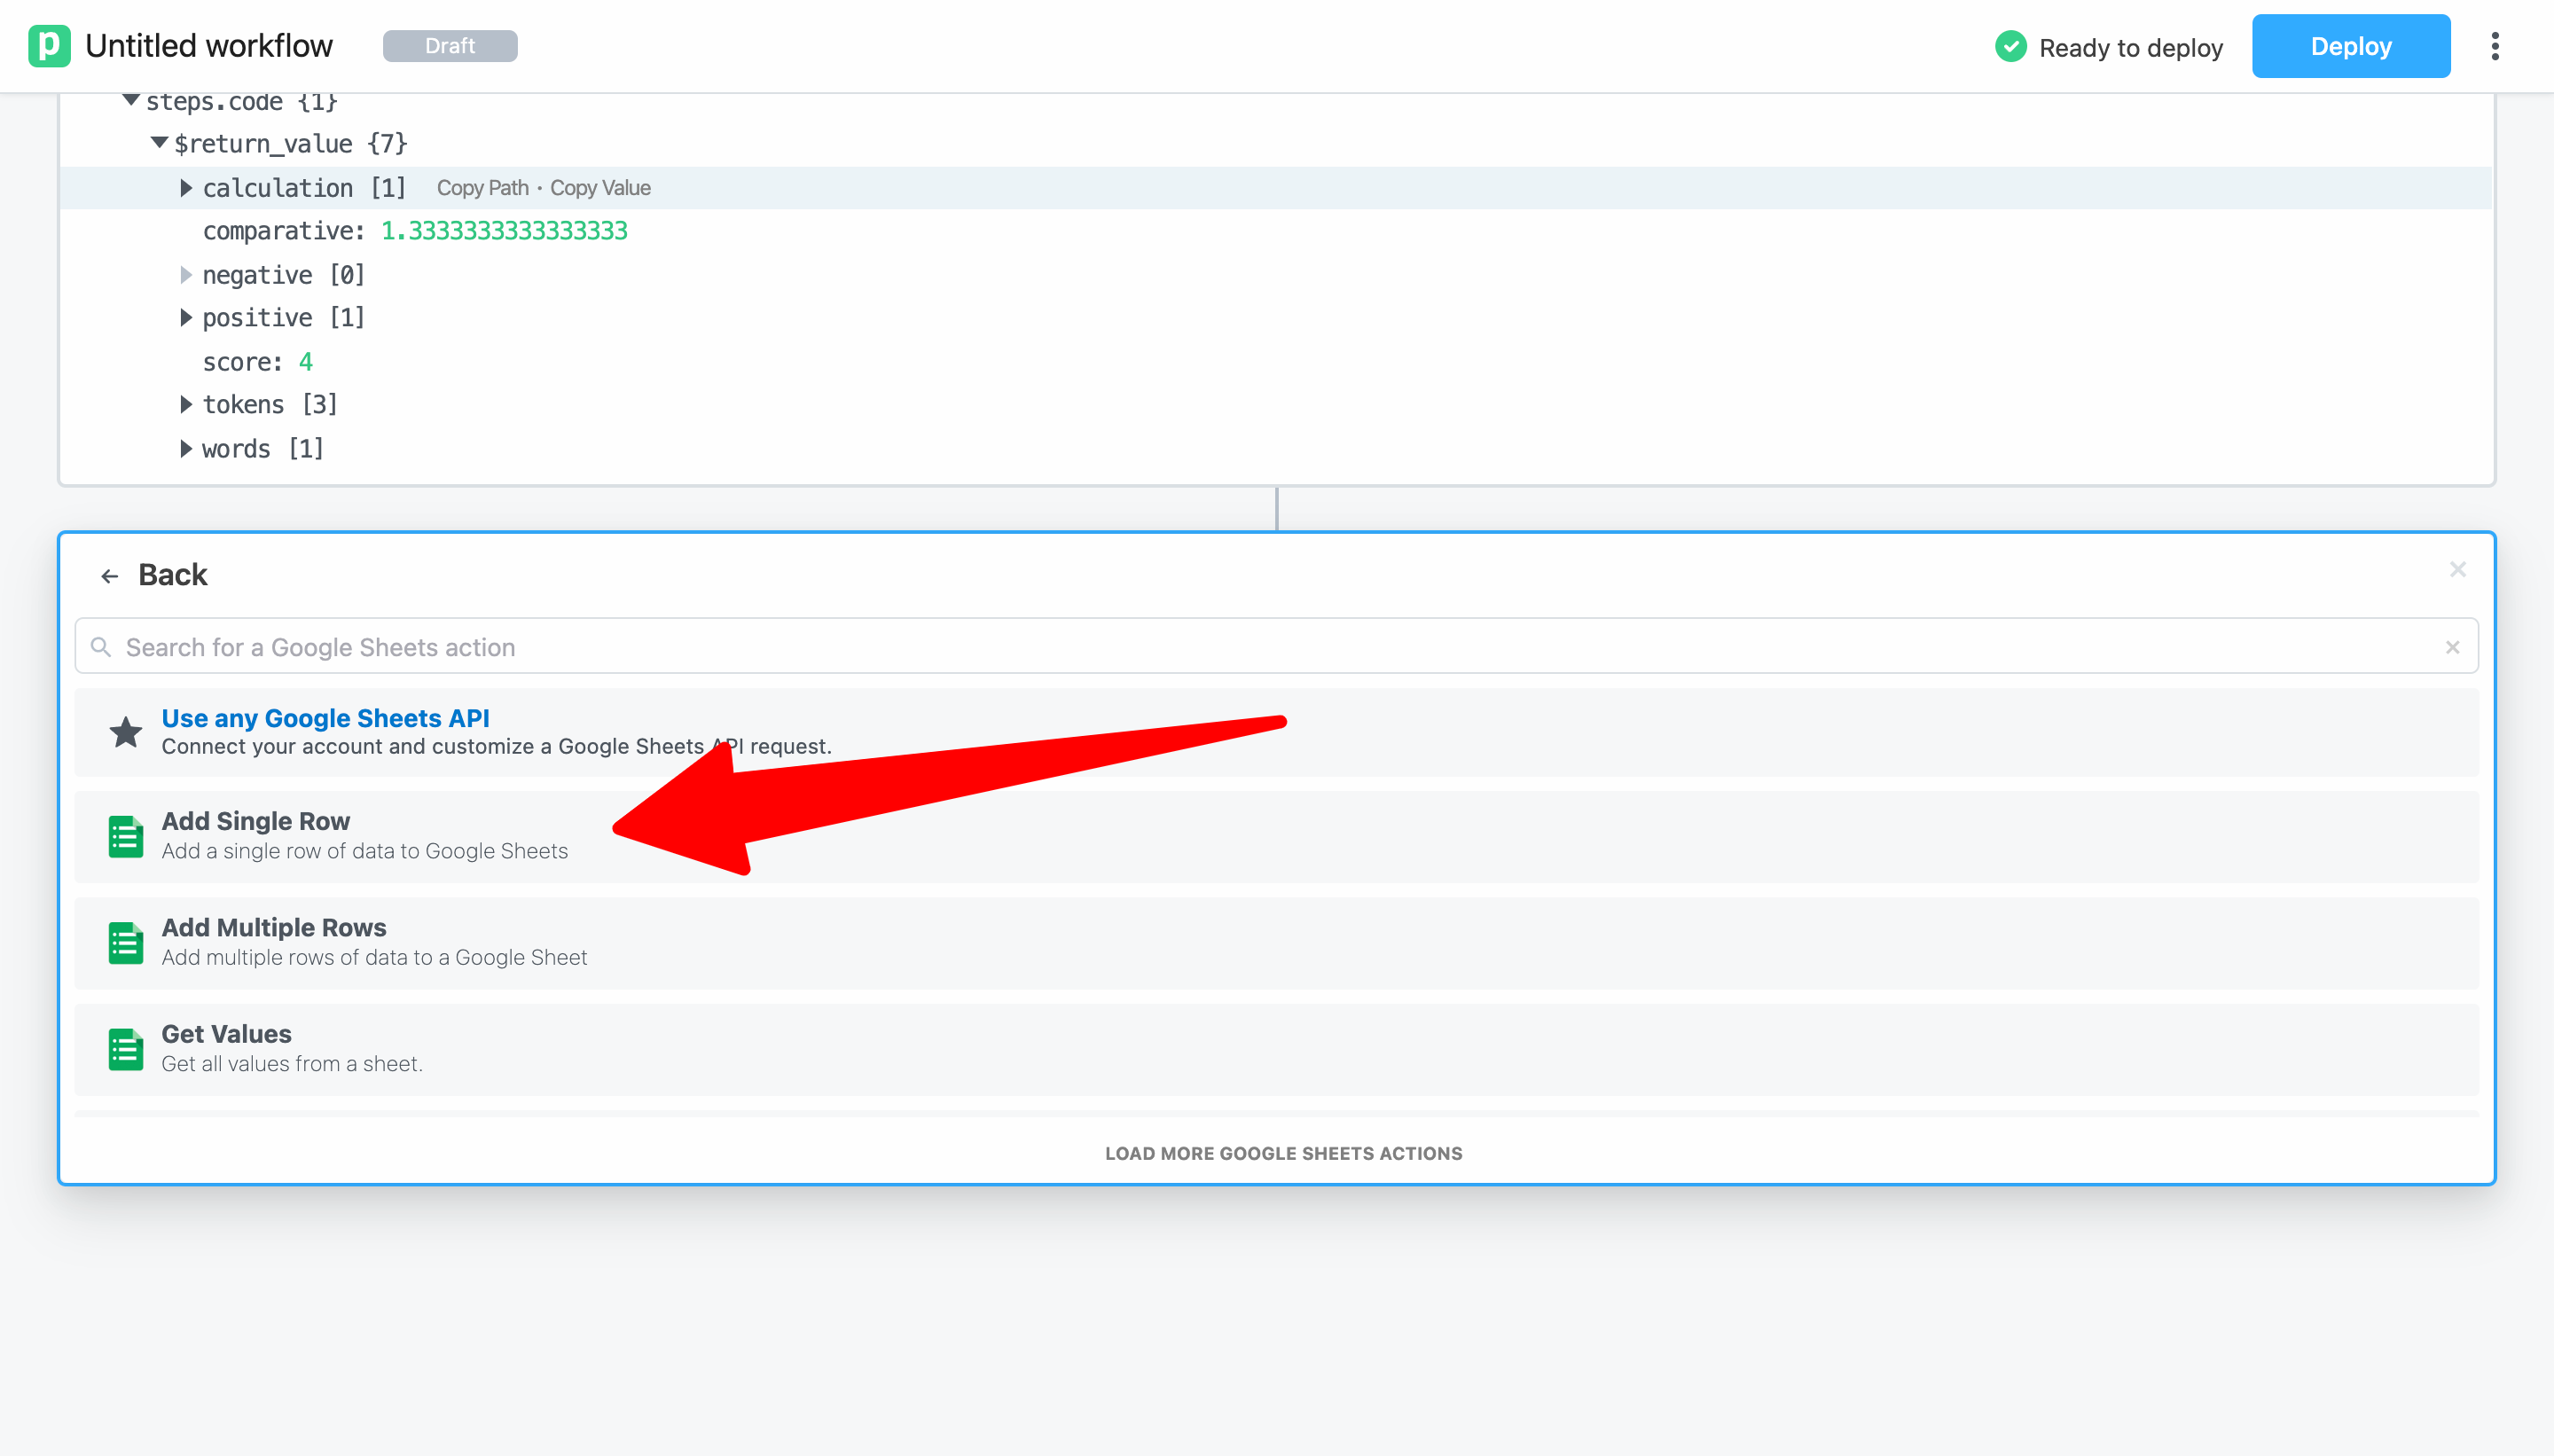 p Untitled workflow Draft Ready to deploy Deploy
steps.code {1}
$return_value {7}
calculation [1] Copy Path • Copy Value
comparative: 1.3333333333333333
negative [0]
positive [1]
score: 4
tokens [3]
words [1]
Back
Search for a Google Sheets action
Use any Google Sheets API
Connect your account and customize a Google Sheets API request.
Add Single Row
Add a single row of data to Google Sheets
Add Multiple Rows
Add multiple rows of data to a Google Sheet
Get Values
Get all values from a sheet.
LOAD MORE GOOGLE SHEETS ACTIONS